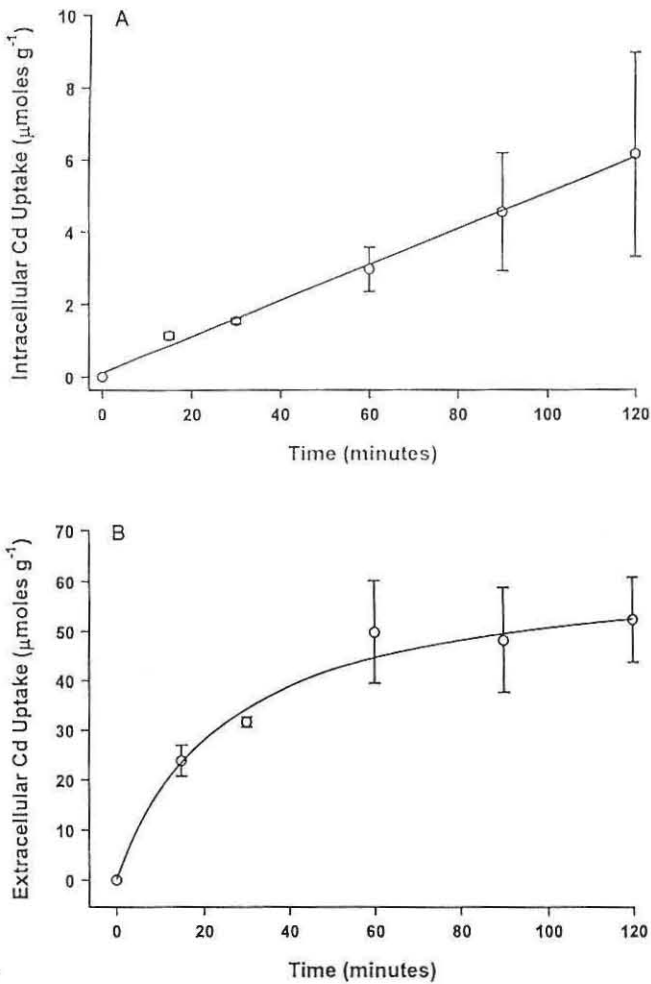 A
Intracellular Cd Uptake (μmoles g-1)
10
8
6
4
2
0
0 20 40 60 80 100 120
Time (minutes)
B
Extracellular Cd Uptake (μmoles g-1)
70
60
50
40
30
20
10
0
0 20 40 60 80 100 120
Time (minutes)